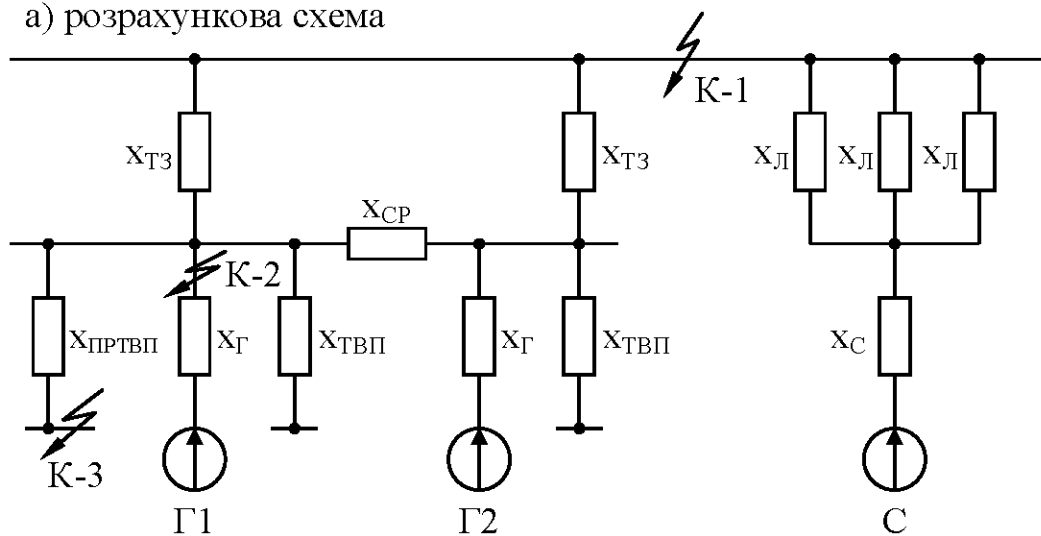 а) розрахункова схема
К-1
xТЗ
xТЗ
xЛ
xЛ
xЛ
xСР
К-2
xПРТВП
xГ
xТВП
xГ
xТВП
xС
К-3
Г1
Г2
С